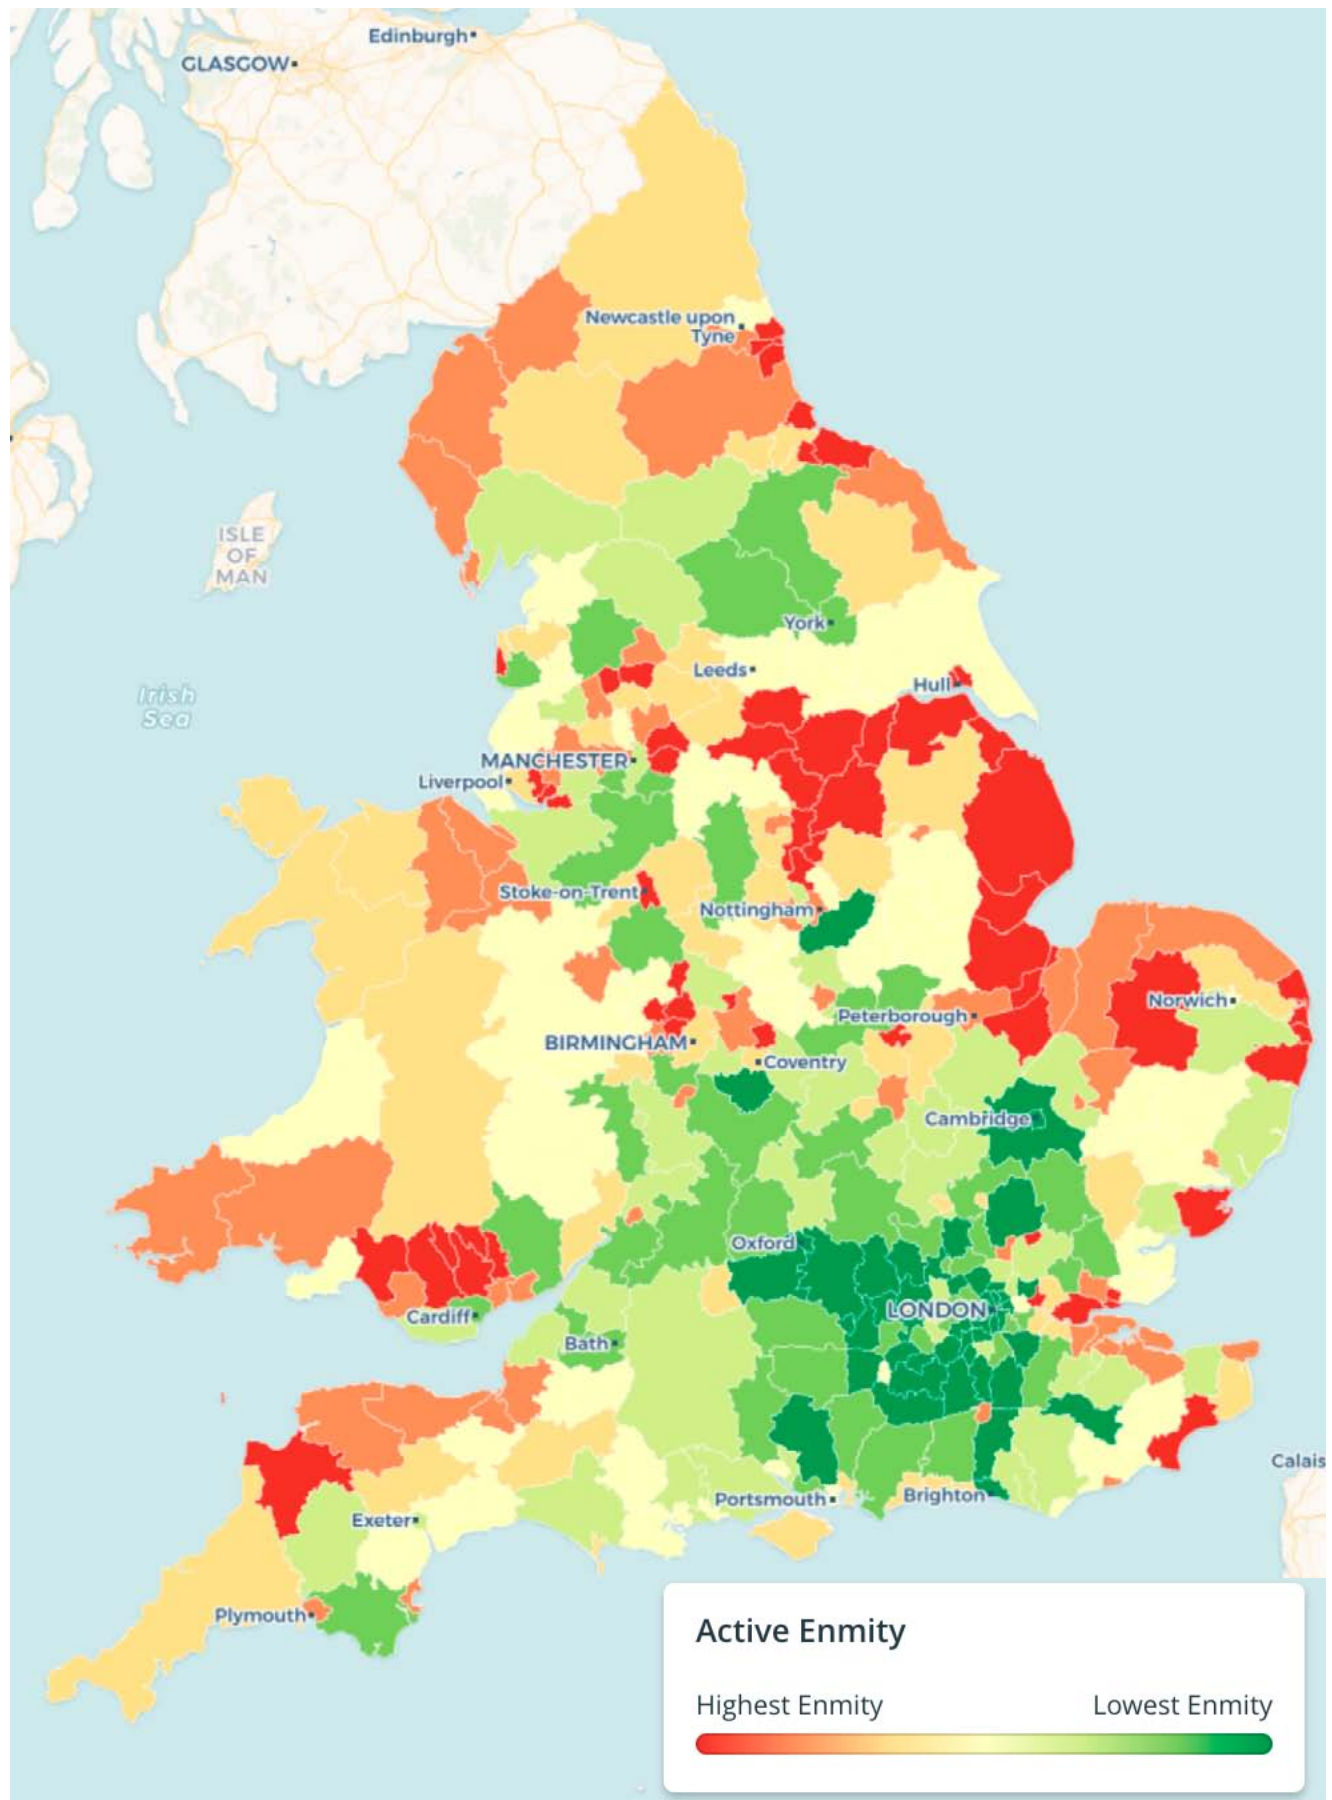 Edinburgh
GLASGOW
Newcastle upon
Tyne
ISLE
OF
MAN
York
Leeds
Irish
Sea
Hull
MANCHESTER
Liverpool
Stoke-on-Trent
Nottingham
Norwich
Peterborough
BIRMINGHAM
Coventry
Cambridge
Oxford
LONDON
Cardiff
Bath
Calais
Portsmouth
Brighton
Exeter
Plymouth
Active Enmity
Highest Enmity Lowest Enmity